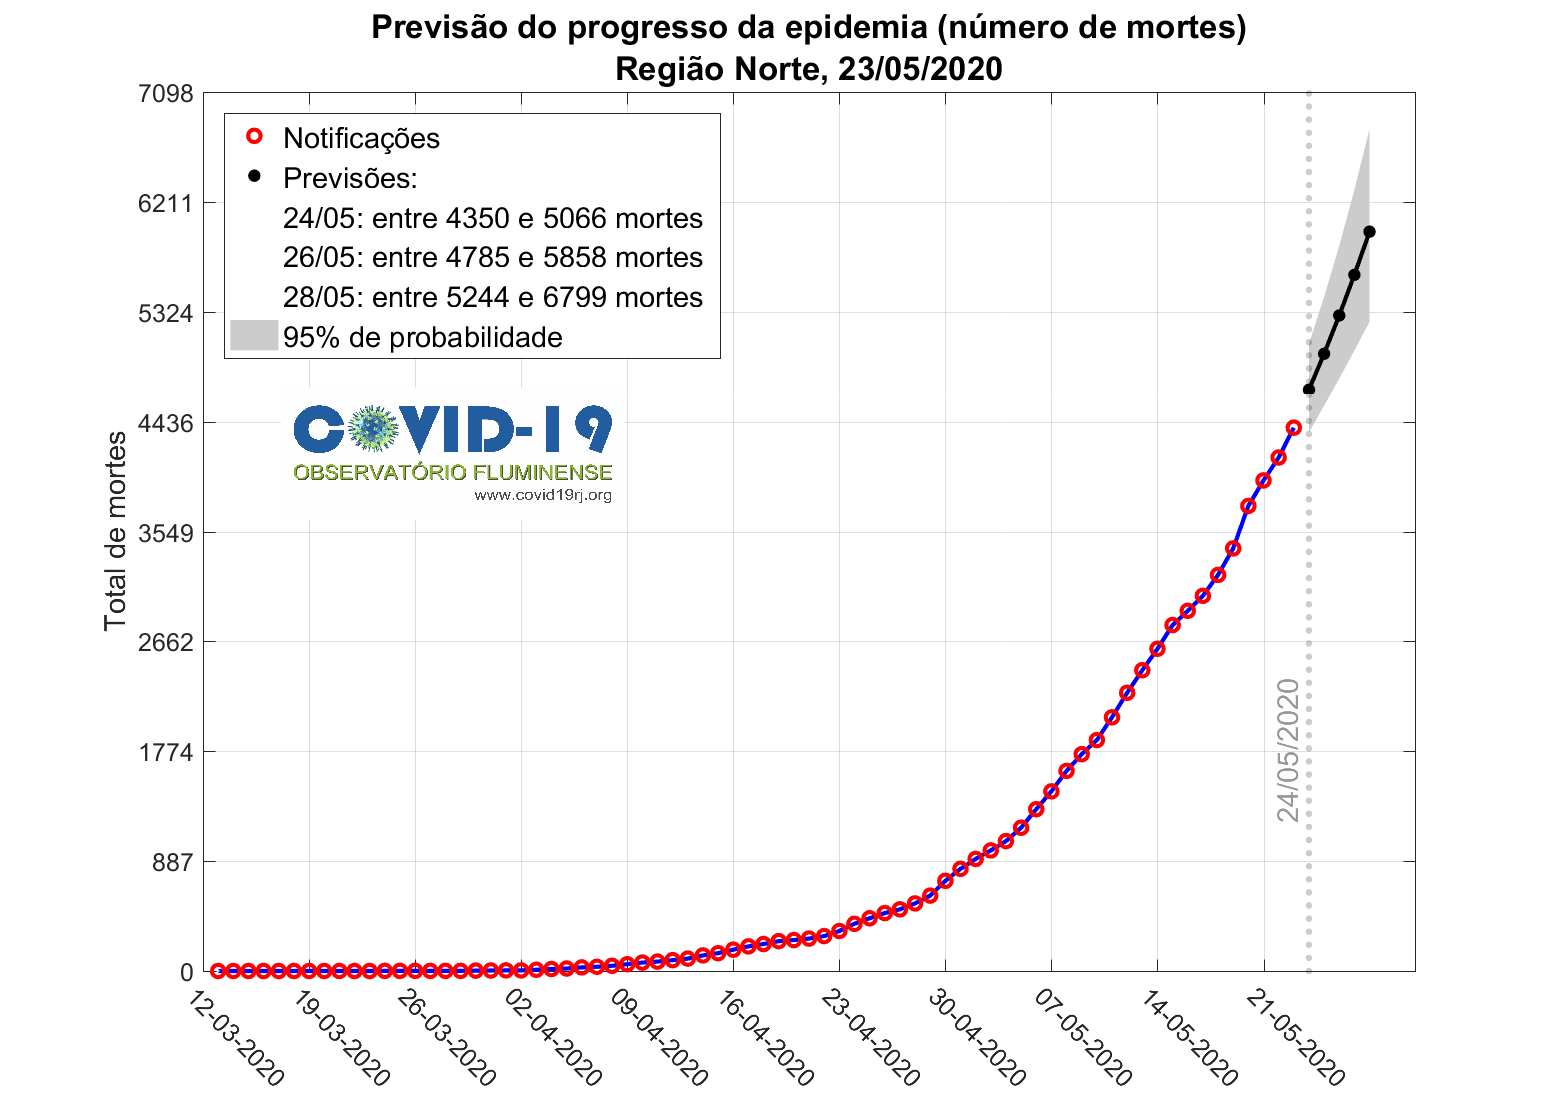 Previsão do progresso da epidemia (número de mortes)
Região Norte, 23/05/2020
7098
6211
5324
4436
3549
2662
1774
887
0
Total de mortes
Notificações
Previsões:
24/05: entre 4350 e 5066 mortes
26/05: entre 4785 e 5858 mortes
28/05: entre 5244 e 6799 mortes
95% de probabilidade
COVID-19
OBSERVATÓRIO FLUMINENSE
www.covid19rj.org
24/05/2020
12-03-2020
19-03-2020
26-03-2020
02-04-2020
09-04-2020
16-04-2020
23-04-2020
30-04-2020
07-05-2020
14-05-2020
21-05-2020